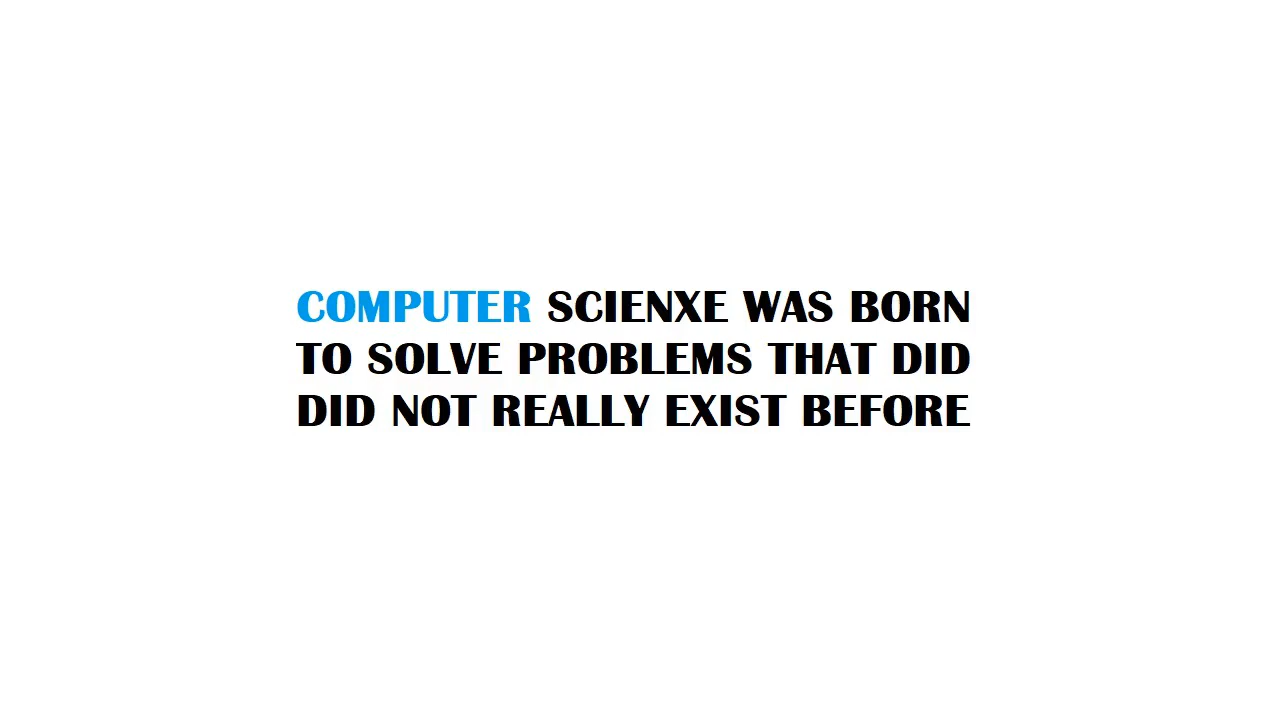 COMPUTER SCIENXE WAS BORN
TO SOLVE PROBLEMS THAT DID
DID NOT REALLY EXIST BEFORE